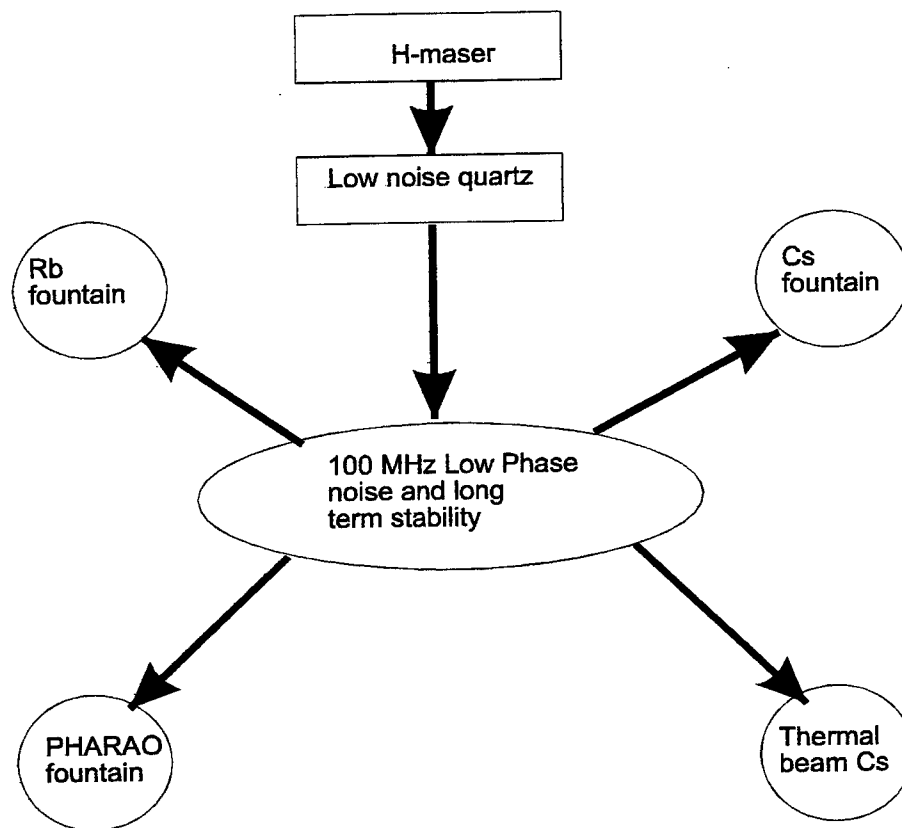 H-maser
Low noise quartz
Rb
fountain
Cs
fountain
100 MHz Low Phase
noise and long
term stability
PHARAO
fountain
Thermal
beam Cs